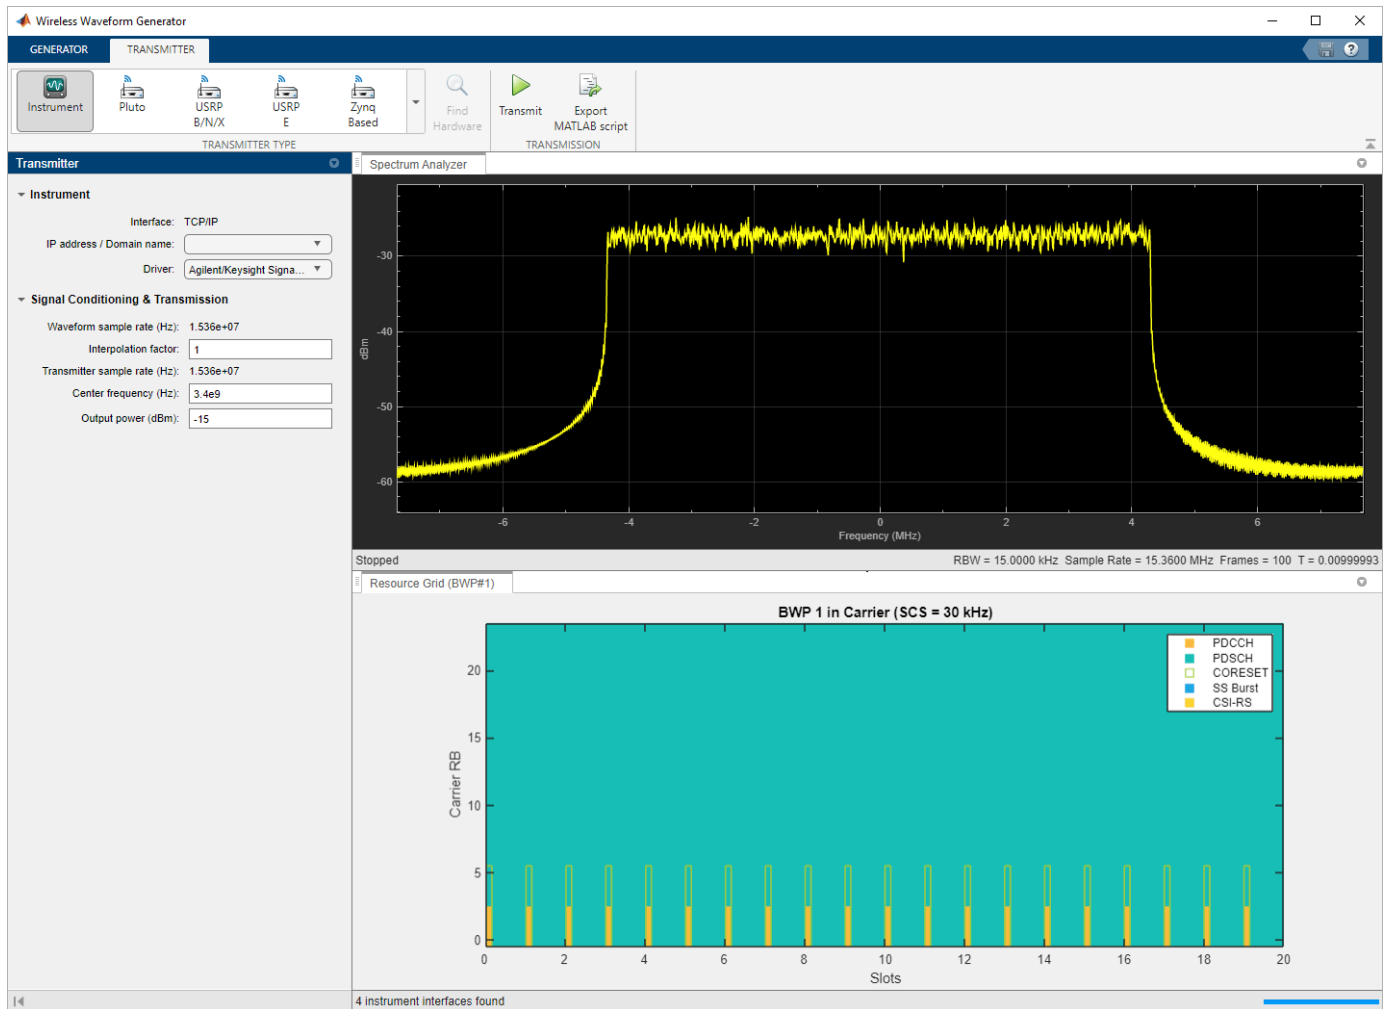 Wireless Waveform Generator
GENERATOR
TRANSMITTER
Instrument
Pluto
USRP
B/N/X
USRP
E
Zynq
Based
Find
Hardware
Transmit
Export
MATLAB script
TRANSMITTER TYPE
TRANSMISSION
Transmitter
Instrument
Interface: TCP/IP
IP address / Domain name:
Driver: Agilent/Keysight Signa...
Signal Conditioning & Transmission
Waveform sample rate (Hz): 1.536e+07
Interpolation factor: 1
Transmitter sample rate (Hz): 1.536e+07
Center frequency (Hz): 3.4e9
Output power (dBm): -15
Spectrum Analyzer
-30
-40
-50
-60
dBm
-6 -4 -2 0 2 4 6
Frequency (MHz)
Stopped
RBW = 15.0000 kHz Sample Rate = 15.3600 MHz Frames = 100 T = 0.00999993
Resource Grid (BWP#1)
BWP 1 in Carrier (SCS = 30 kHz)
PDCCH
PDSCH
CORESET
SS Burst
CSI-RS
20
15
10
5
0
Carrier RB
0 2 4 6 8 10 12 14 16 18 20
Slots
4 instrument interfaces found